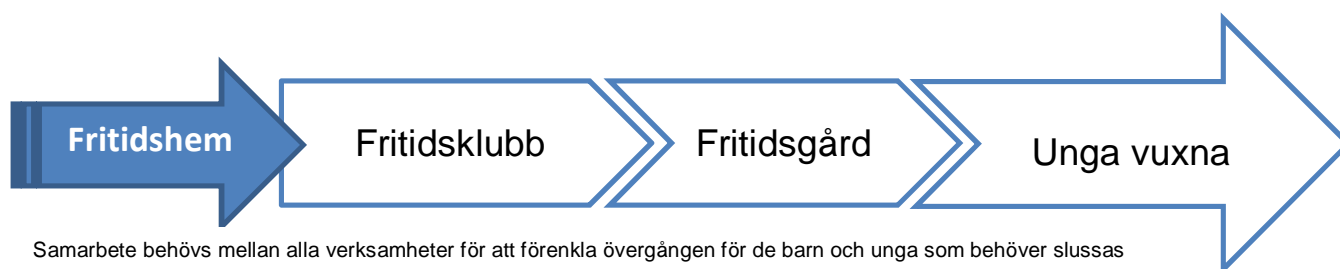 Fritidshem
Fritidsklubb
Fritidsgård
Unga vuxna
Samarbete behövs mellan alla verksamheter för att förenkla övergången för de barn och unga som behöver slussas